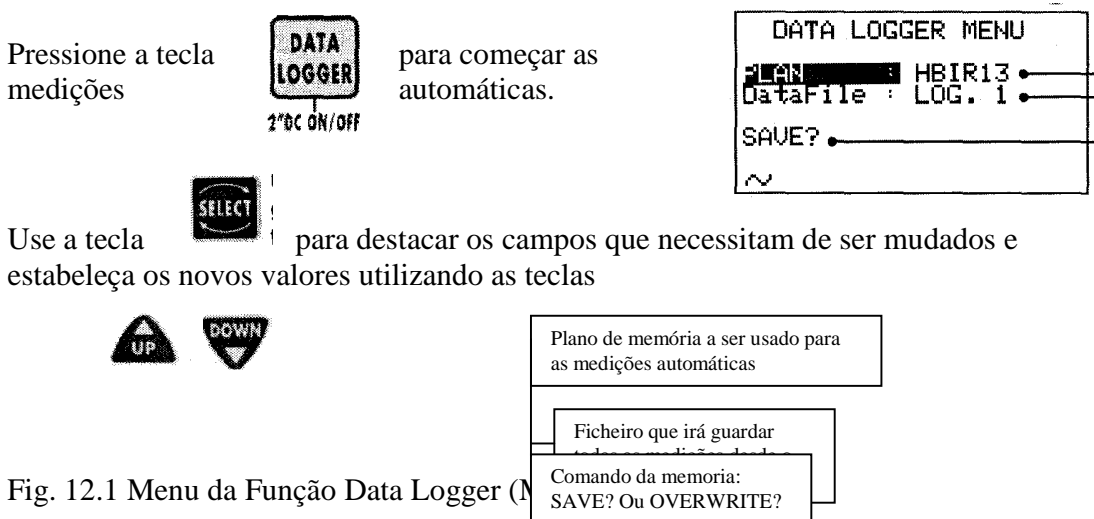 Pressione a tecla DATA LOGGER para começar as
medições automáticas.
2"DC ON/OFF
DATA LOGGER MENU
PLAN : HBIR13
DataFile : LOG. 1
SAVE?
Use a tecla SELECT para destacar os campos que necessitam de ser mudados e
estabeleça os novos valores utilizando as teclas
UP DOWN
Plano de memória a ser usado para
as medições automáticas
Ficheiro que irá guardar
Comando da memoria:
SAVE? Ou OVERWRITE?
Fig. 12.1 Menu da Função Data Logger